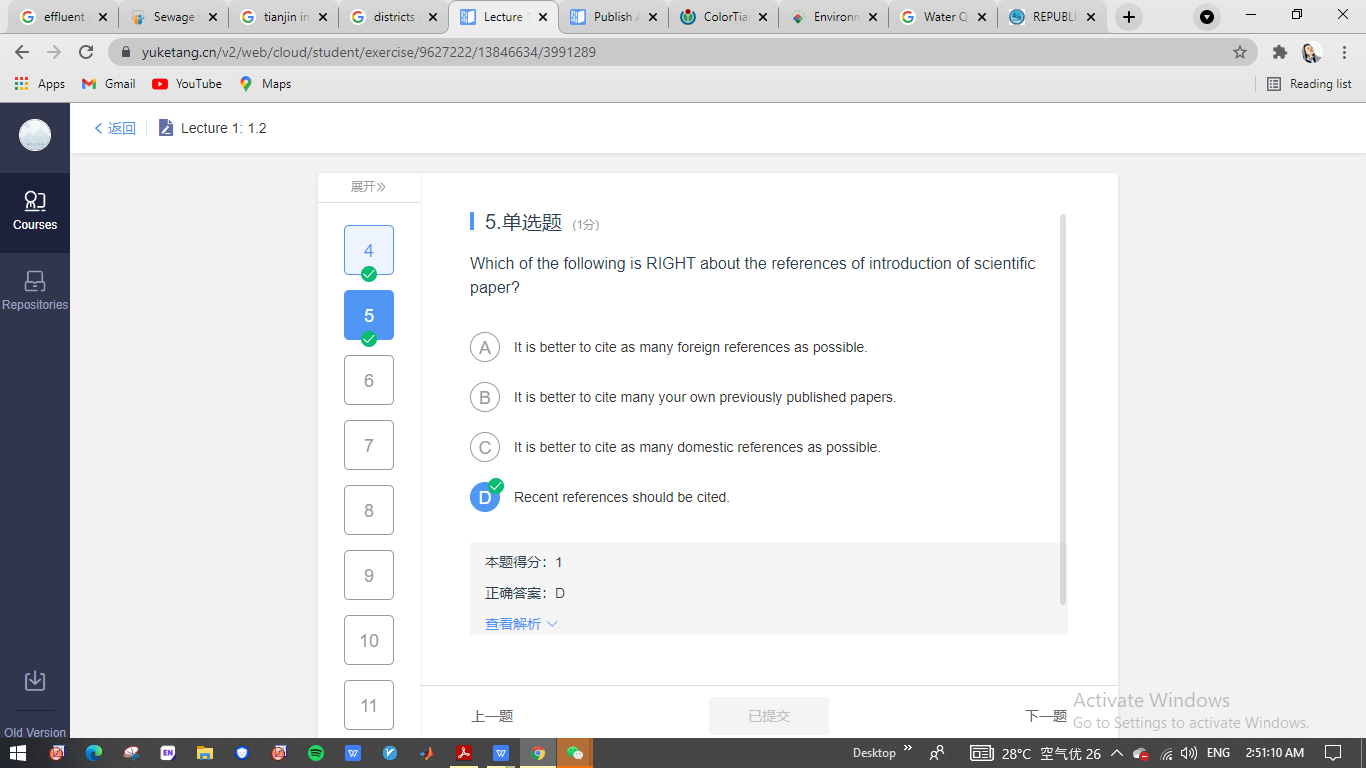 effluent
Sewage
tianjin in
districts
Lecture
Publish
ColorTia
Environn
Water Q
REPUBL
yuketang.cn/v2/web/cloud/student/exercise/9627222/13846634/3991289
Apps
Gmail
YouTube
Maps
Reading list
返回
Lecture 1: 1.2
Courses
Repositories
Old Version
展开
4
5
6
7
8
9
10
11
5.单选题 (1分)
Which of the following is RIGHT about the references of introduction of scientific
paper?
A It is better to cite as many foreign references as possible.
B It is better to cite many your own previously published papers.
C It is better to cite as many domestic references as possible.
D Recent references should be cited.
本题得分：1
正确答案：D
查看解析
上一题
已提交
下一题
Activate Windows
Go to Settings to activate Windows.
EN
Desktop
28°C 空气优 26
ENG
2:51:10 AM